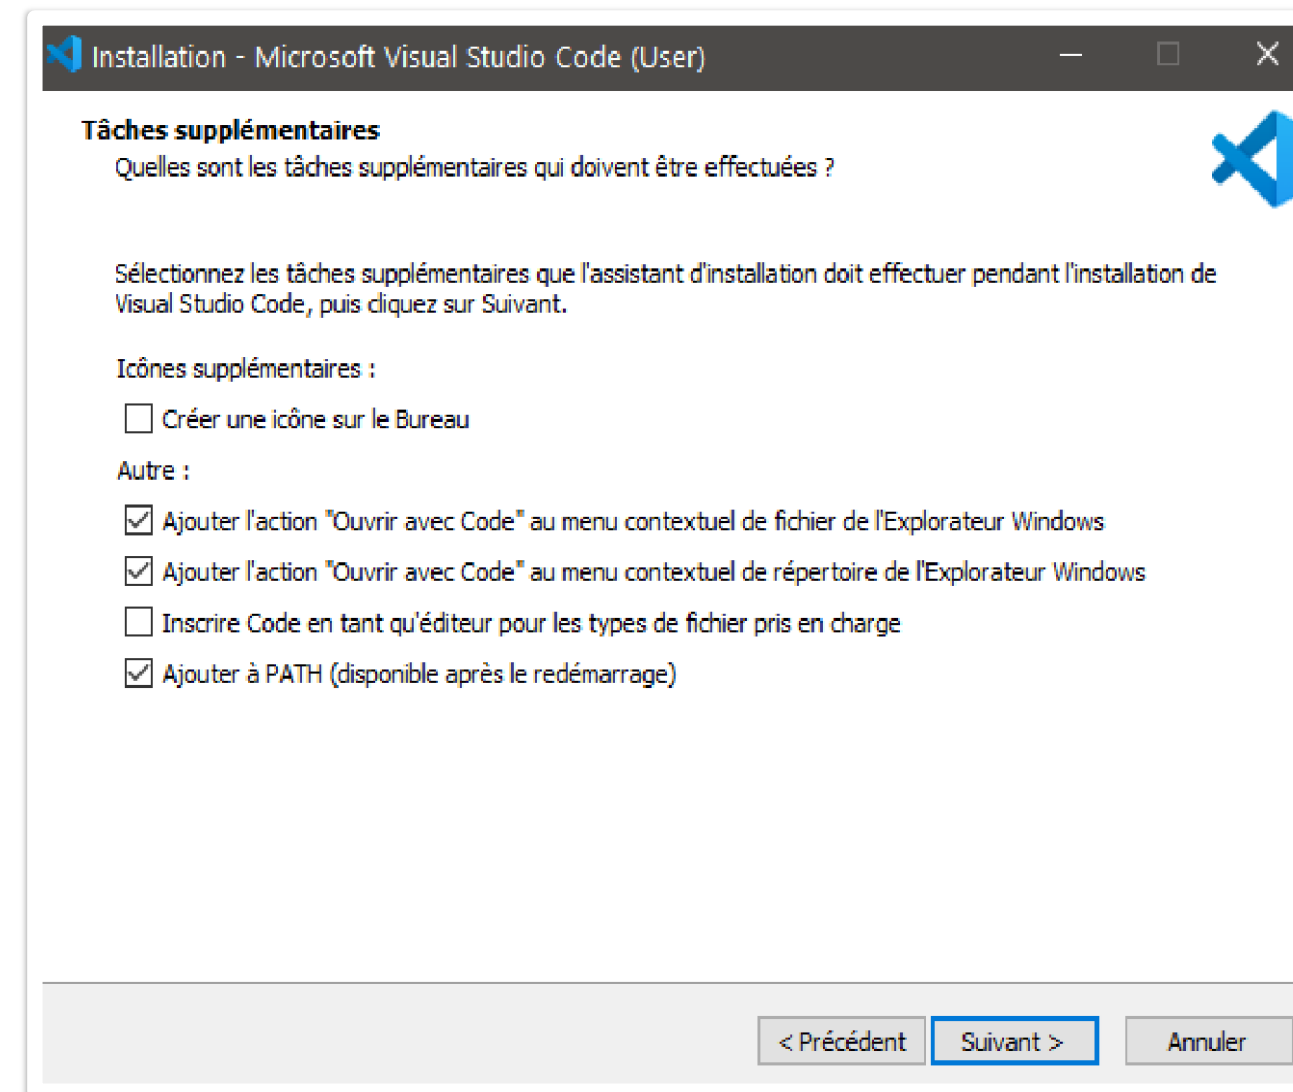 Installation - Microsoft Visual Studio Code (User)
Tâches supplémentaires
Quelles sont les tâches supplémentaires qui doivent être effectuées ?
Sélectionnez les tâches supplémentaires que l'assistant d'installation doit effectuer pendant l'installation de
Visual Studio Code, puis cliquez sur Suivant.
Icônes supplémentaires :
Créer une icône sur le Bureau
Autre :
Ajouter l'action "Ouvrir avec Code" au menu contextuel de fichier de l'Explorateur Windows
Ajouter l'action "Ouvrir avec Code" au menu contextuel de répertoire de l'Explorateur Windows
Inscrire Code en tant qu'éditeur pour les types de fichier pris en charge
Ajouter à PATH (disponible après le redémarrage)
< Précédent Suivant > Annuler